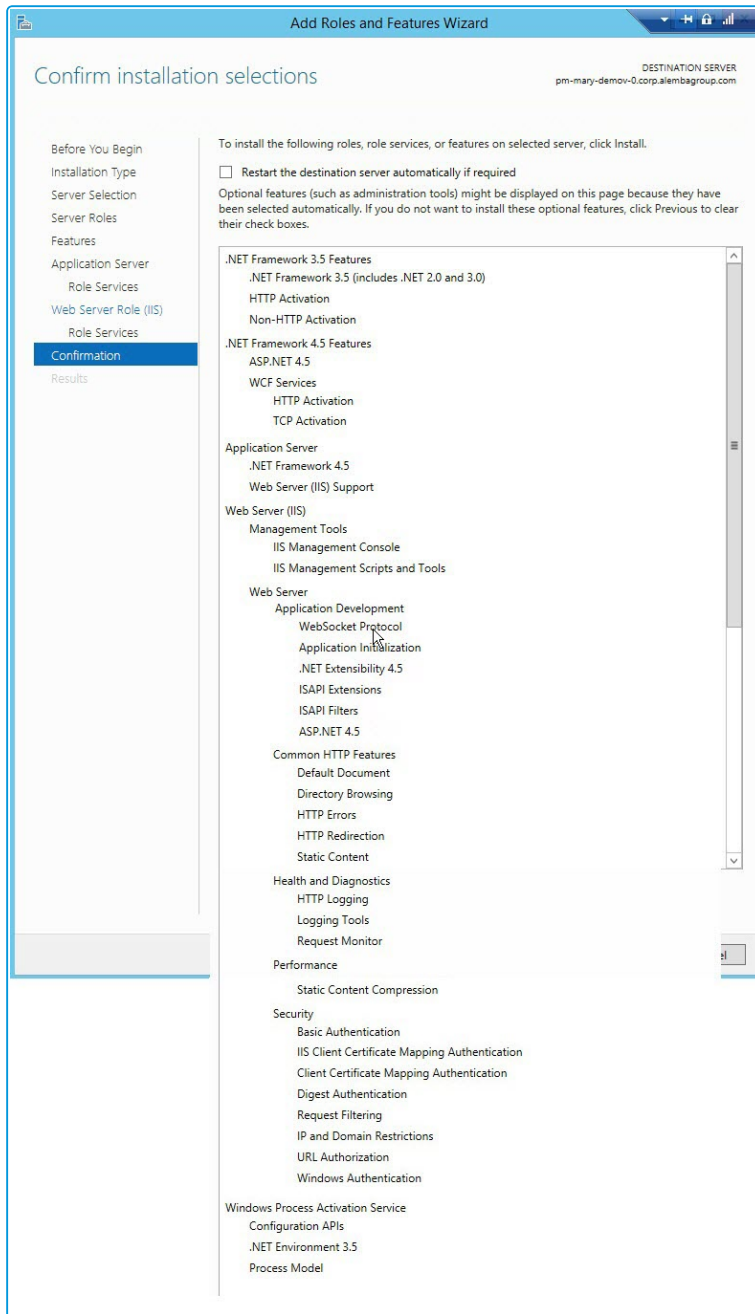 Add Roles and Features Wizard
Confirm installation selections
DESTINATION SERVER
pm-mary-demov-0.corp.alembagroup.com
Before You Begin
Installation Type
Server Selection
Server Roles
Features
Application Server
Role Services
Web Server Role (IIS)
Role Services
Confirmation
Results
To install the following roles, role services, or features on selected server, click Install.
Restart the destination server automatically if required
Optional features (such as administration tools) might be displayed on this page because they have
been selected automatically. If you do not want to install these optional features, click Previous to clear
their check boxes.
.NET Framework 3.5 Features
.NET Framework 3.5 (includes .NET 2.0 and 3.0)
HTTP Activation
Non-HTTP Activation
.NET Framework 4.5 Features
ASP.NET 4.5
WCF Services
HTTP Activation
TCP Activation
Application Server
.NET Framework 4.5
Web Server (IIS) Support
Web Server (IIS)
Management Tools
IIS Management Console
IIS Management Scripts and Tools
Web Server
Application Development
WebSocket Protocol
Application Initialization
.NET Extensibility 4.5
ISAPI Extensions
ISAPI Filters
ASP.NET 4.5
Common HTTP Features
Default Document
Directory Browsing
HTTP Errors
HTTP Redirection
Static Content
Health and Diagnostics
HTTP Logging
Logging Tools
Request Monitor
Performance
Static Content Compression
Security
Basic Authentication
IIS Client Certificate Mapping Authentication
Client Certificate Mapping Authentication
Digest Authentication
Request Filtering
IP and Domain Restrictions
URL Authorization
Windows Authentication
Windows Process Activation Service
Configuration APIs
.NET Environment 3.5
Process Model